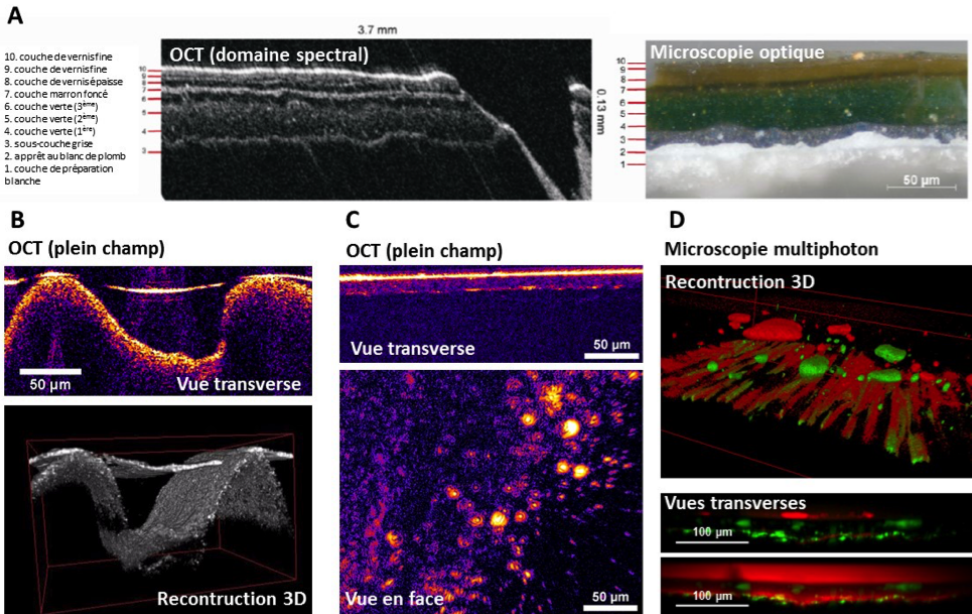 A
3.7 mm
OCT (domaine spectral)
Microscopie optique
10. couche de vernis fine
9. couche de vernis fine
8. couche de vernis épaisse
7. couche marron foncé
6. couche verte (3ème)
5. couche verte (2ème)
4. couche verte (1ère)
3. sous-couche grise
2. apprêt au blanc de plomb
1. couche de préparation
blanche
10
9
8
7
6
5
4
3
0.13 mm
10
9
8
7
6
5
4
3
2
1
50 µm
B
OCT (plein champ)
50 µm
Vue transverse
Recontruction 3D
C
OCT (plein champ)
Vue transverse
50 µm
Vue en face
50 µm
D
Microscopie multiphoton
Recontruction 3D
Vues transverses
100 µm
100 µm